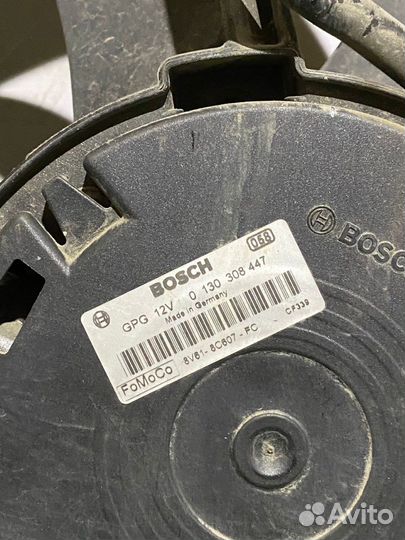 BOSCH
058
GPG 12V 0 130 308 447
Made in Germany
CF339
8V61-8C607-FC
FoMoCo
BOSCH
Avito